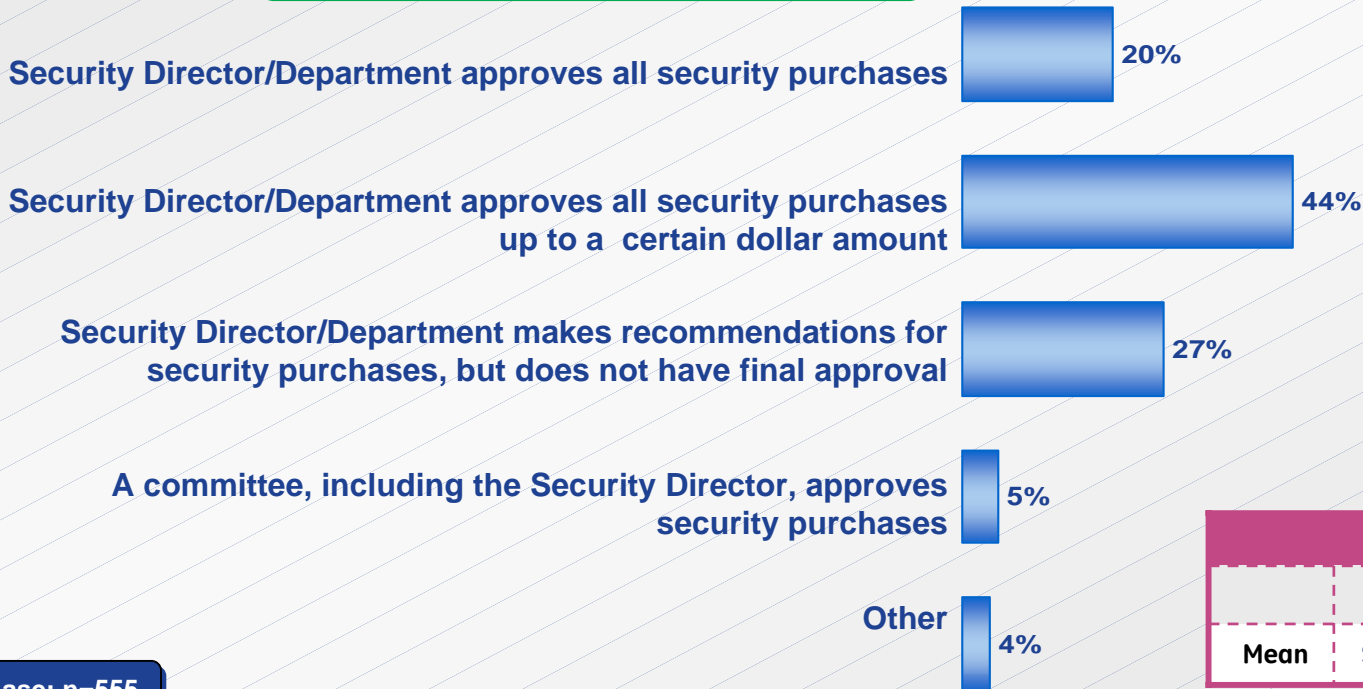 Security Director/Department approves all security purchases
20%
Security Director/Department approves all security purchases
up to a certain dollar amount
44%
Security Director/Department makes recommendations for
security purchases, but does not have final approval
27%
A committee, including the Security Director, approves
security purchases
5%
Other
4%
n=555
Mean